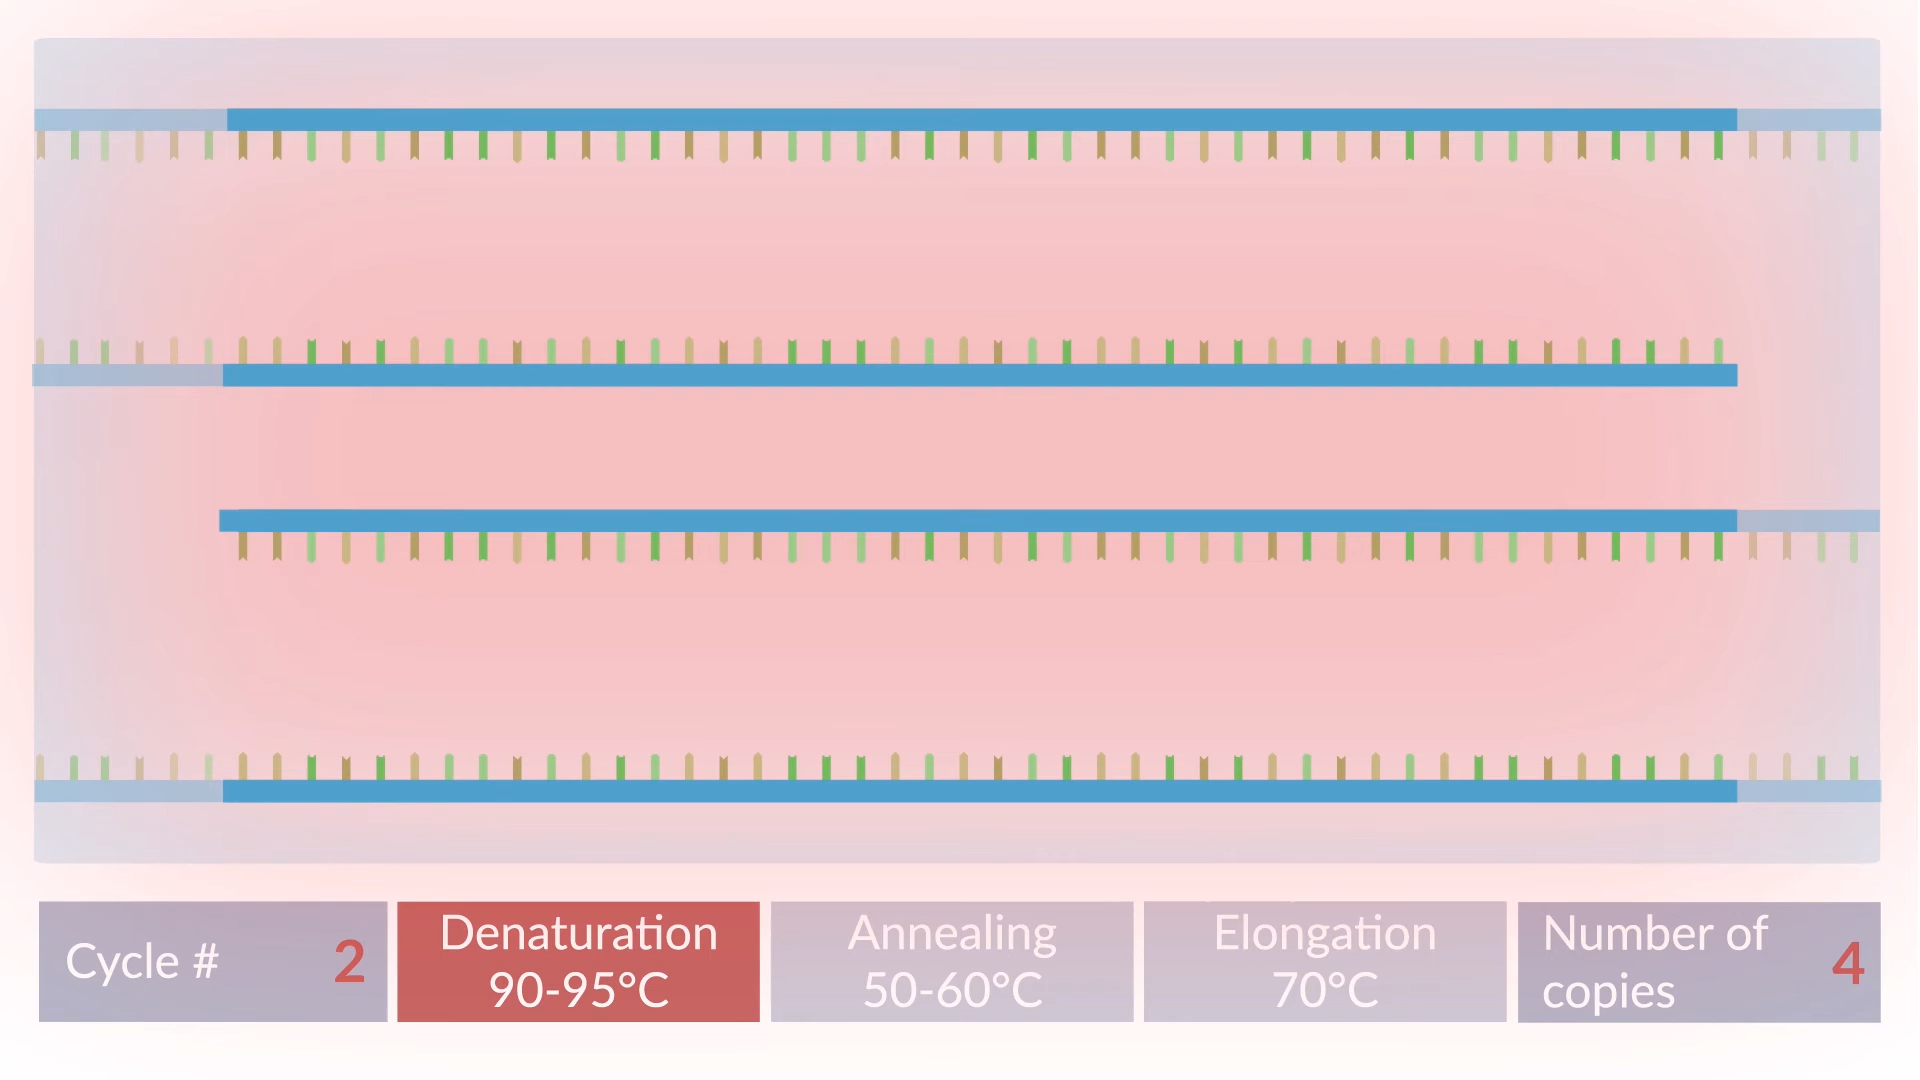 Cycle # 2
Denaturation
90-95°C
Annealing
50-60°C
Elongation
70°C
Number of
copies 4